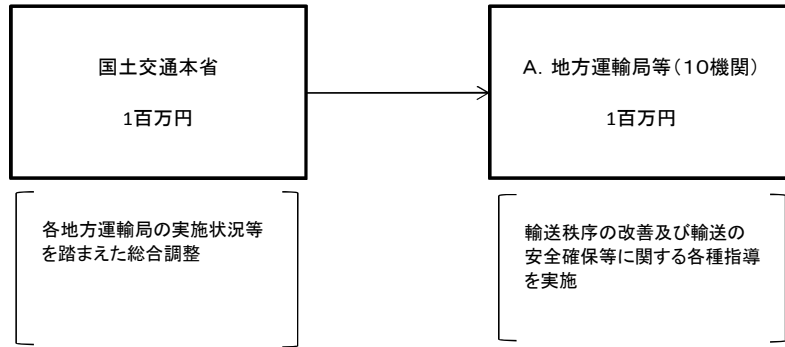 国土交通本省
1百万円
A．地方運輸局等（10機関）
1百万円
各地方運輸局の実施状況等
を踏まえた総合調整
輸送秩序の改善及び輸送の
安全確保等に関する各種指導
を実施